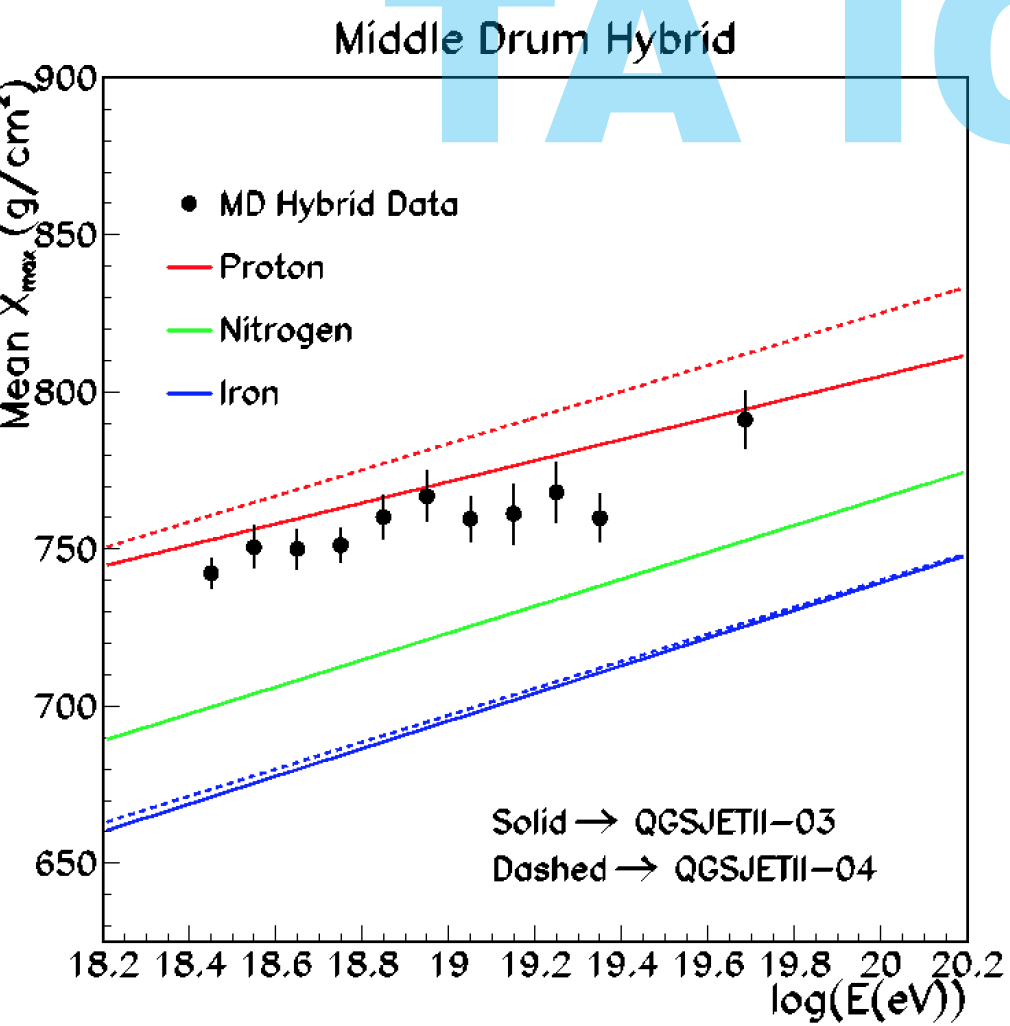 TA IC
Middle Drum Hybrid
Mean Xmax (g/cm²)
900
850
800
750
700
650
MD Hybrid Data
Proton
Nitrogen
Iron
Solid → QGSJETII-03
Dashed → QGSJETII-04
18.2 18.4 18.6 18.8 19 19.2 19.4 19.6 19.8 20 20.2
log(E(eV))